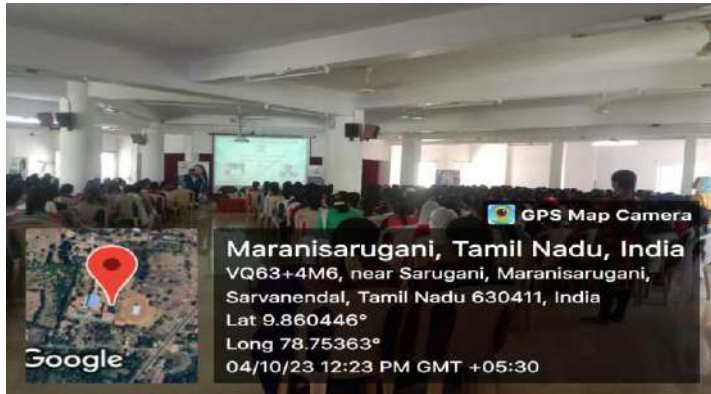 GPS Map Camera
Maranisarugani, Tamil Nadu, India
VQ63+4M6, near Sarugani, Maranisarugani,
Sarvanendal, Tamil Nadu 630411, India
Lat 9.860446°
Long 78.75363°
04/10/23 12:23 PM GMT +05:30
Google